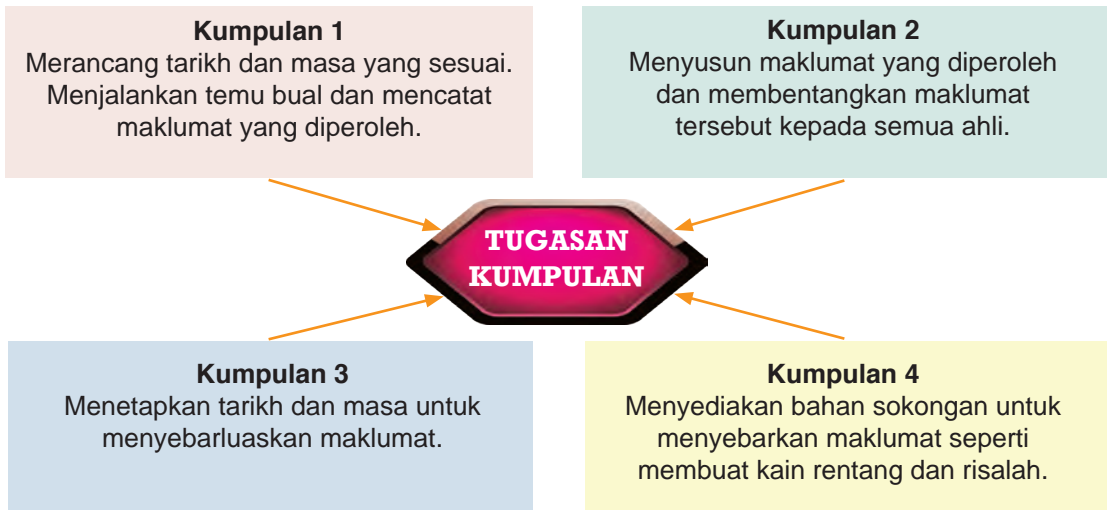 Kumpulan 1
Merancang tarikh dan masa yang sesuai.
Menjalankan temu bual dan mencatat
maklumat yang diperoleh.
Kumpulan 2
Menyusun maklumat yang diperoleh
dan membentangkan maklumat
tersebut kepada semua ahli.
TUGASAN
KUMPULAN
Kumpulan 3
Menetapkan tarikh dan masa untuk
menyebarluaskan maklumat.
Kumpulan 4
Menyediakan bahan sokongan untuk
menyebarkan maklumat seperti
membuat kain rentang dan risalah.